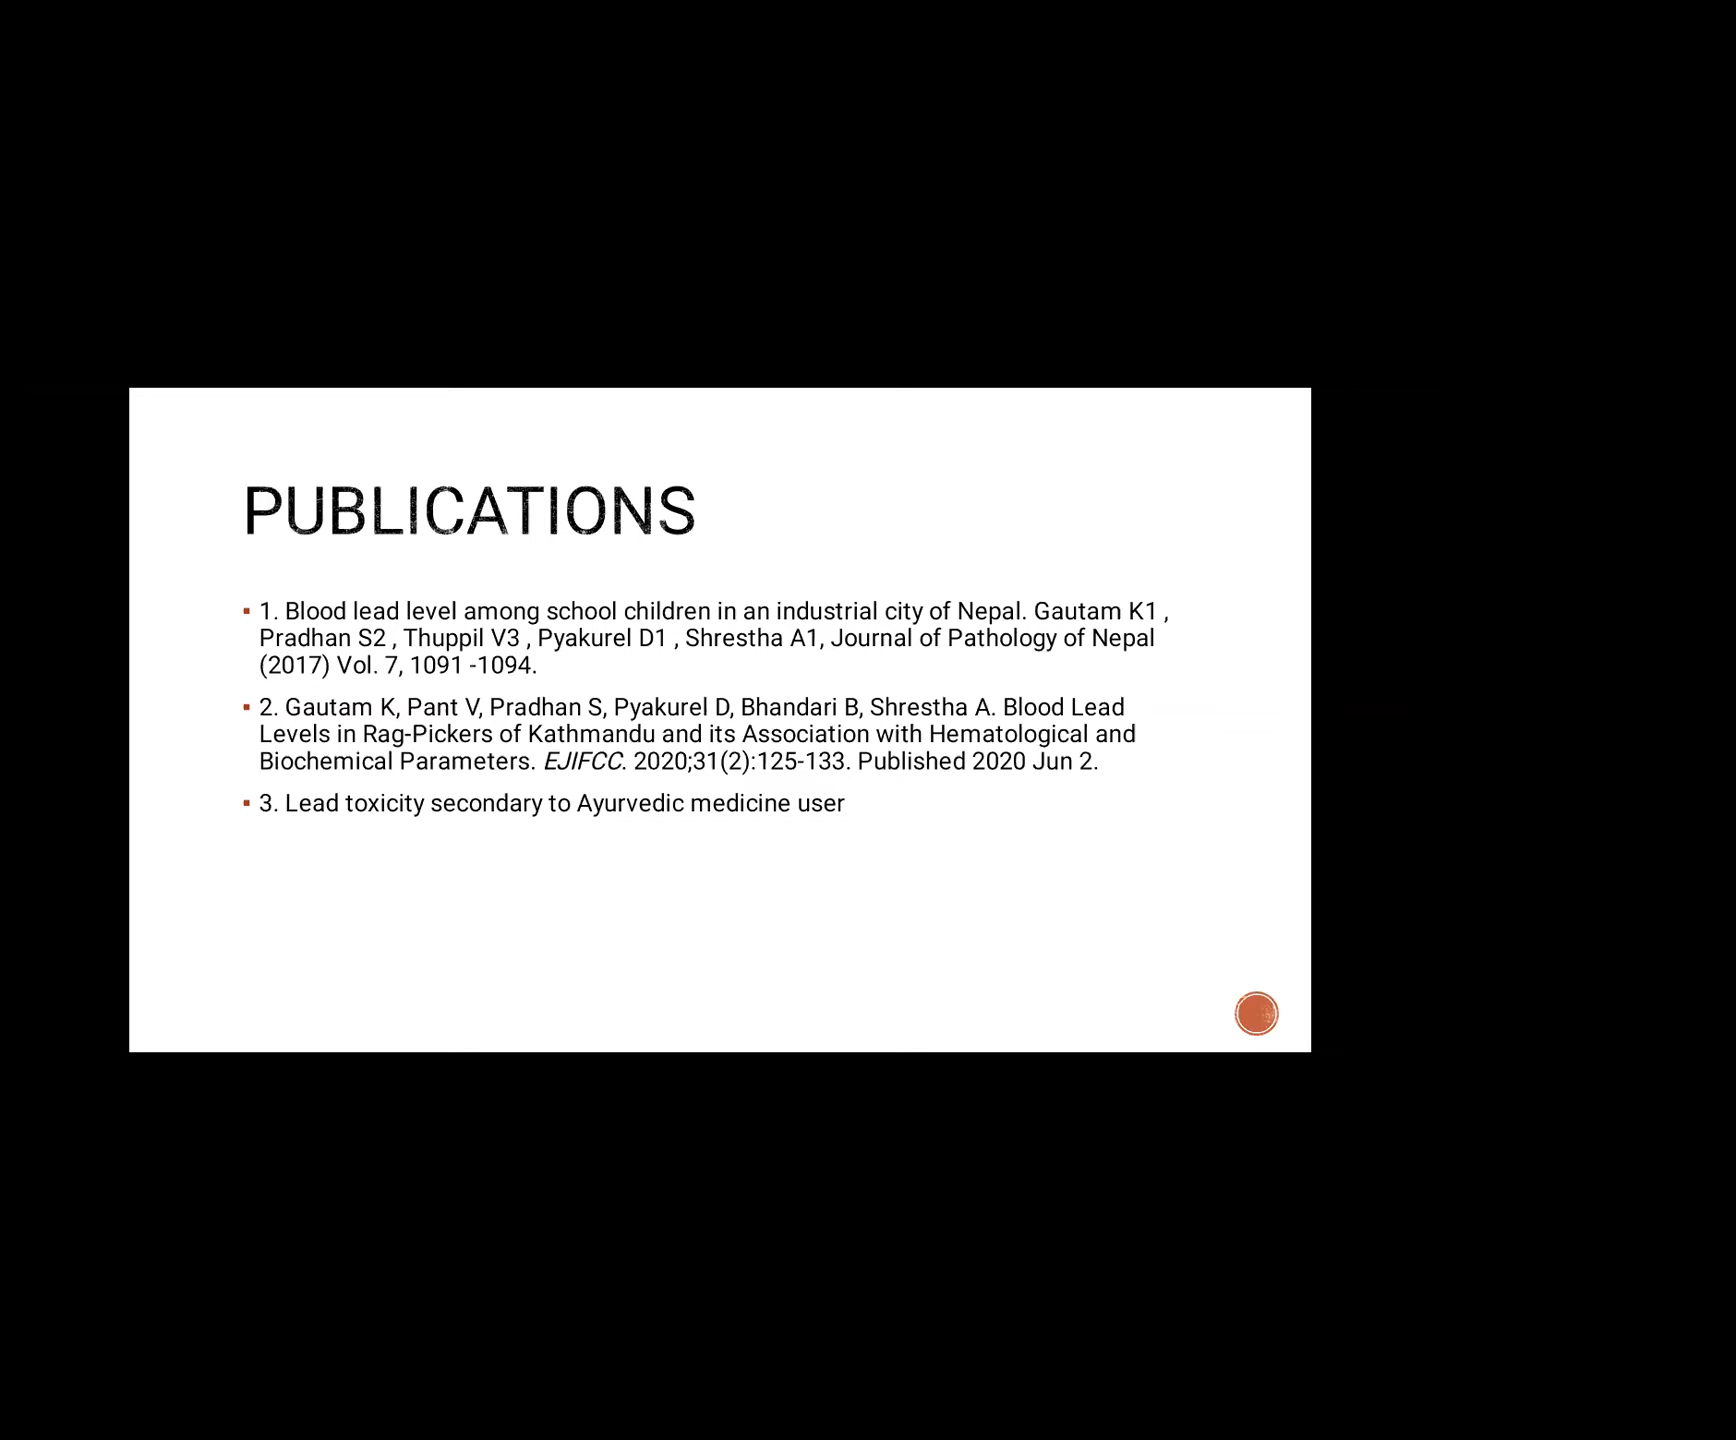 PUBLICATIONS
▪ 1. Blood lead level among school children in an industrial city of Nepal. Gautam K1 ,
Pradhan S2 , Thuppil V3 , Pyakurel D1 , Shrestha A1, Journal of Pathology of Nepal
(2017) Vol. 7, 1091 -1094.
▪ 2. Gautam K, Pant V, Pradhan S, Pyakurel D, Bhandari B, Shrestha A. Blood Lead
Levels in Rag-Pickers of Kathmandu and its Association with Hematological and
Biochemical Parameters. EJIFCC. 2020;31(2):125-133. Published 2020 Jun 2.
▪ 3. Lead toxicity secondary to Ayurvedic medicine user